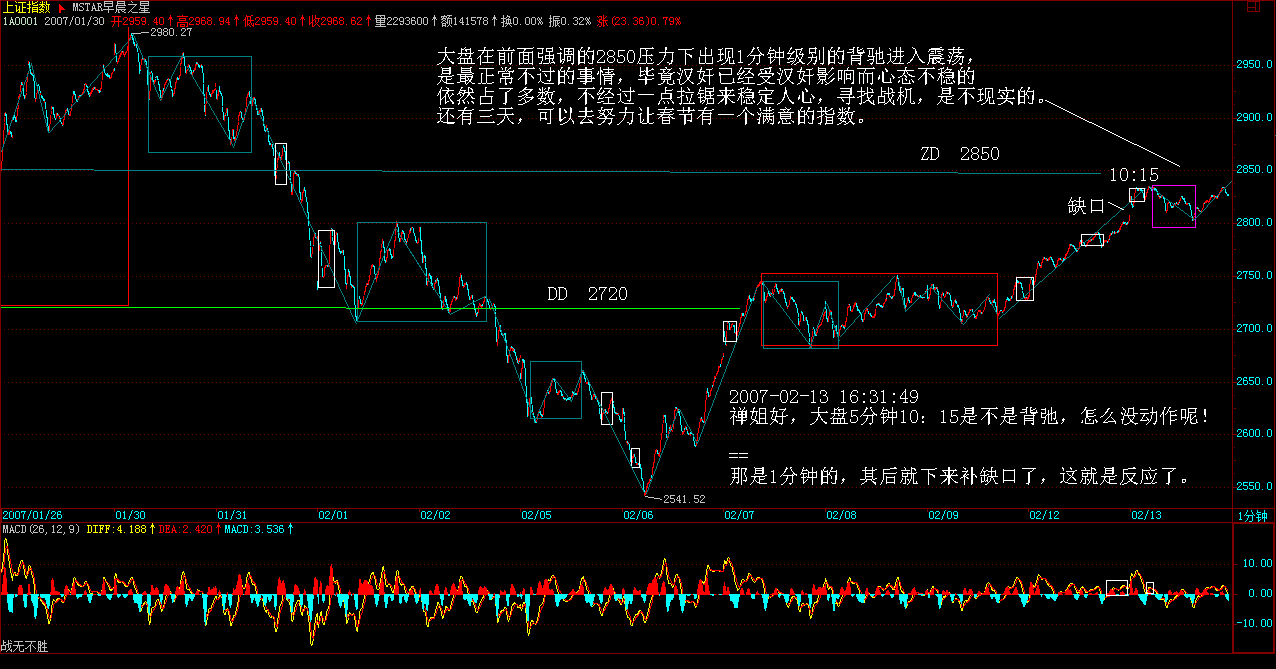 上证指数 MSTAR早晨之星
1A0001 2007/01/30 开2959.40↑高2988.94↑低2959.40↑收2988.82↑量2293600↑额141578↑换0.00% 振0.32% 涨(23.36)0.79%
2980.27
大盘在前面强调的2850压力下出现1分钟级别的背驰进入震荡,
是最正常不过的事情，毕竟汉奸已经受汉奸影响而心态不稳的
依然占了多数，不经过一点拉锯来稳定人心，寻找战机，是不现实的。
还有三天，可以去努力让春节有一个满意的指数。
ZD 2850
10:15
缺口
DD 2720
2007-02-13 16:31:49
禅姐好，大盘5分钟10：15是不是背弛，怎么没动作呢！
==
那是1分钟的，其后就下来补缺口了，这就是反应了。
2541.52
2950.0
2900.0
2850.0
2800.0
2750.0
2700.0
2650.0
2600.0
2550.0
2007/01/26 01/30 01/31 02/01 02/02 02/05 02/06 02/07 02/08 02/09 02/12 02/13 1分钟
MACD(26,12,9) DIFF:4.188↑DEA:2.420↑MACD:3.536↑
10.00
0.00
-10.00
战无不胜